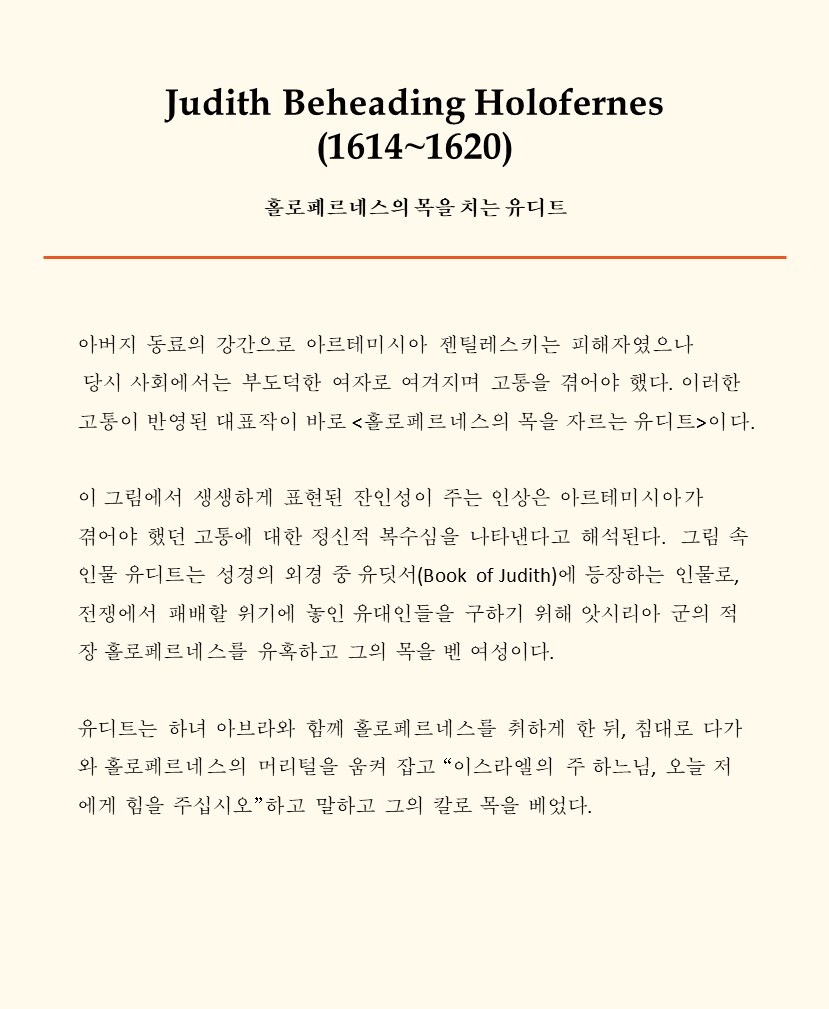 Judith Beheading Holofernes
(1614~1620)
홀로페르네스의 목을 치는 유디트
아버지 동료의 강간으로 아르테미시아 젠틸레스키는 피해자였으나
당시 사회에서는 부도덕한 여자로 여겨지며 고통을 겪어야 했다. 이러한
고통이 반영된 대표작이 바로 <홀로페르네스의 목을 자르는 유디트>이다.
이 그림에서 생생하게 표현된 잔인성이 주는 인상은 아르테미시아가
겪어야 했던 고통에 대한 정신적 복수심을 나타낸다고 해석된다. 그림 속
인물 유디트는 성경의 외경 중 유딧서(Book of Judith)에 등장하는 인물로,
전쟁에서 패배할 위기에 놓인 유대인들을 구하기 위해 앗시리아 군의 적
장 홀로페르네스를 유혹하고 그의 목을 벤 여성이다.
유디트는 하녀 아브라와 함께 홀로페르네스를 취하게 한 뒤, 침대로 다가
와 홀로페르네스의 머리털을 움켜 잡고 “이스라엘의 주 하느님, 오늘 저
에게 힘을 주십시오”하고 말하고 그의 칼로 목을 베었다.